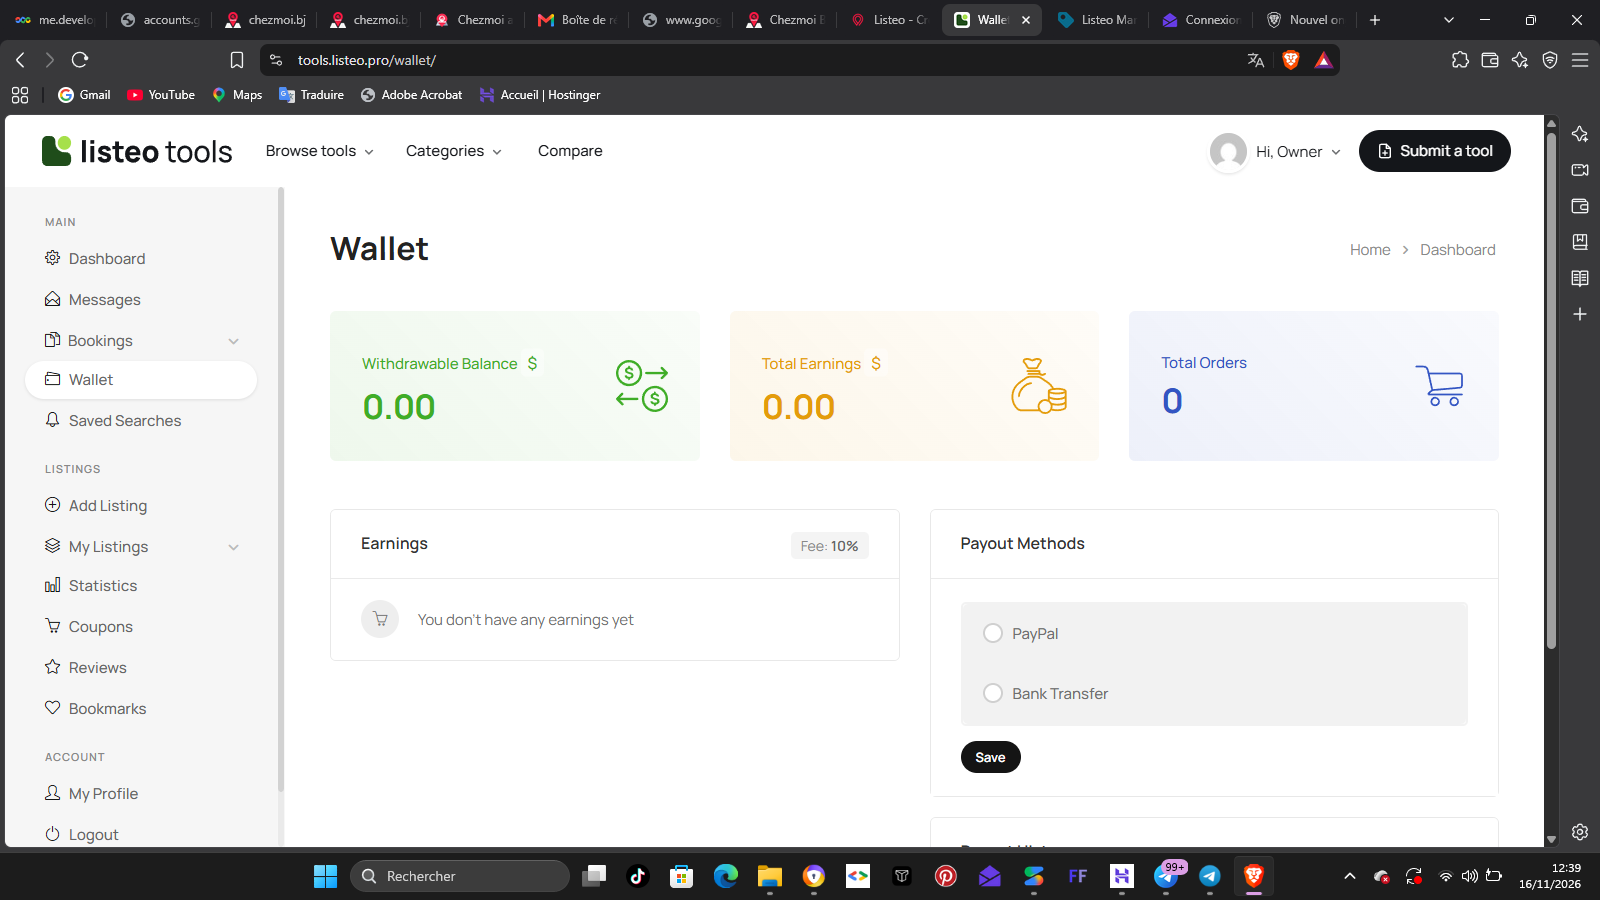 me.develo
accounts.g
chezmoi.bj
chezmoi.b
Chezmoi a
Boîte de ré
www.goog
Chezmoi B
Listeo - Cr
Wallet
Listeo Mar
Connexion
Nouvel on
tools.listeo.pro/wallet/
Gmail
YouTube
Maps
Traduire
Adobe Acrobat
Accueil | Hostinger
listeo tools
Browse tools
Categories
Compare
Hi, Owner
Submit a tool
MAIN
Dashboard
Messages
Bookings
Wallet
Saved Searches
LISTINGS
Add Listing
My Listings
Statistics
Coupons
Reviews
Bookmarks
ACCOUNT
My Profile
Logout
Wallet
Home > Dashboard
Withdrawable Balance $
0.00
Total Earnings $
0.00
Total Orders
0
Earnings
Fee: 10%
You don't have any earnings yet
Payout Methods
PayPal
Bank Transfer
Save
Rechercher
FF
99+
12:39
16/11/2026